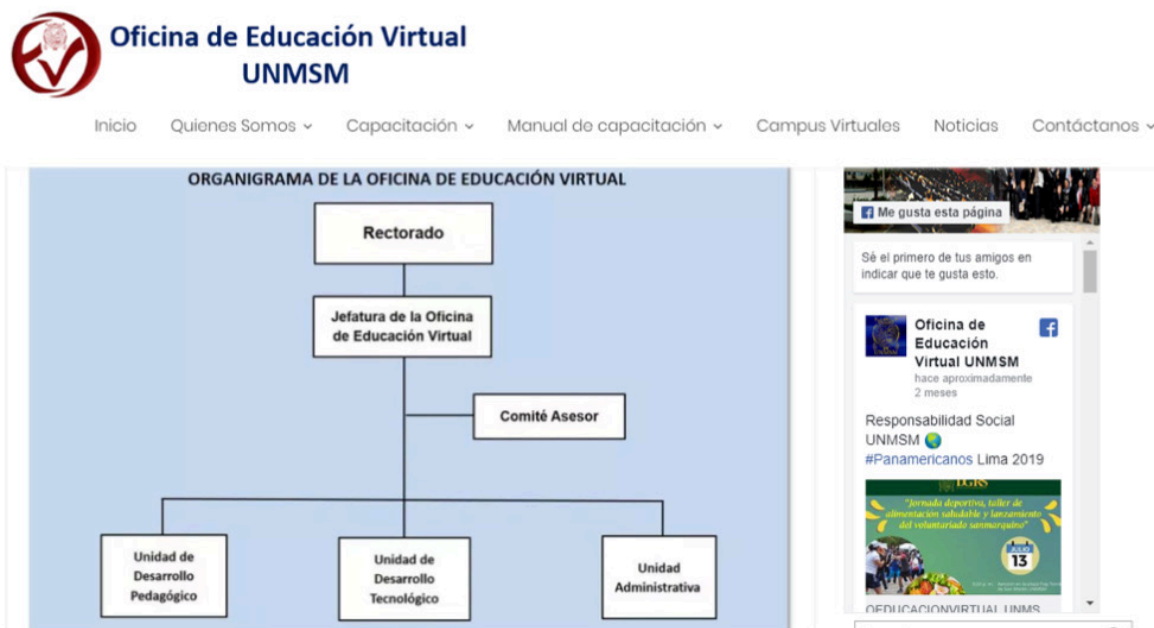 Oficina de Educación Virtual
UNMSM
Inicio Quienes Somos Capacitación Manual de capacitación Campus Virtuales Noticias Contáctanos
ORGANIGRAMA DE LA OFICINA DE EDUCACIÓN VIRTUAL
Rectorado
Jefatura de la Oficina
de Educación Virtual
Comité Asesor
Unidad de
Desarrollo
Pedagógico
Unidad de
Desarrollo
Tecnológico
Unidad
Administrativa
Me gusta esta página
Sé el primero de tus amigos en
indicar que te gusta esto.
Oficina de
Educación
Virtual UNMSM
hace aproximadamente
2 meses
Responsabilidad Social
UNMSM
#Panamericanos Lima 2019
DGRS
"Jornada deportiva, taller de
alimentación saludable y lanzamiento
del voluntariado sanmarquino"
JULIO
13
OEDUCACIONVIRTUAL UNMS